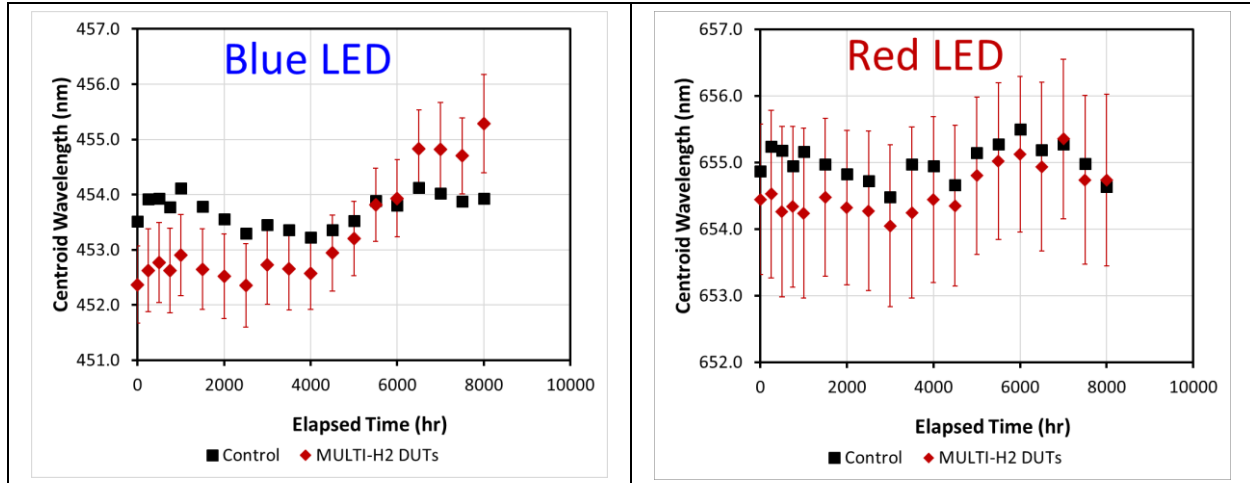 Blue LED
Centroid Wavelength (nm)
457.0
456.0
455.0
454.0
453.0
452.0
451.0
0 2000 4000 6000 8000 10000
Elapsed Time (hr)
Control MULTI-H2 DUTs
Red LED
Centroid Wavelength (nm)
657.0
656.0
655.0
654.0
653.0
652.0
0 2000 4000 6000 8000 10000
Elapsed Time (hr)
Control MULTI-H2 DUTs